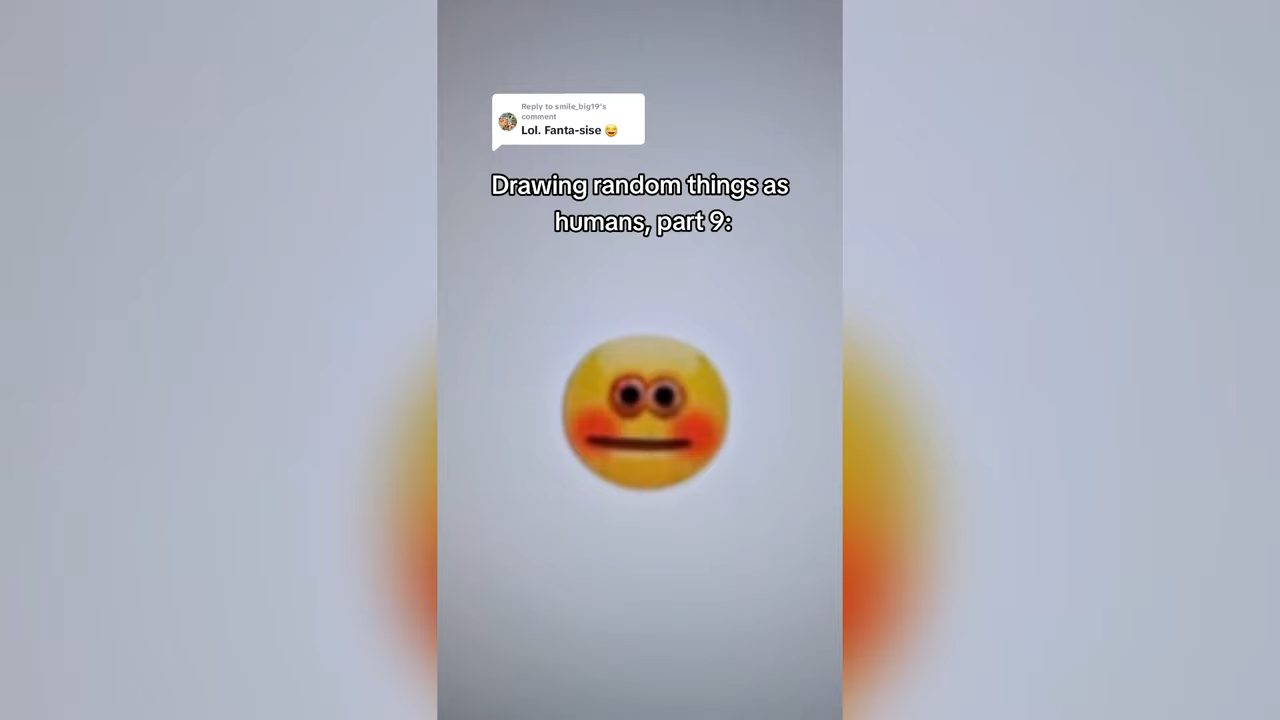 Reply to smile_big19's
comment
Lol. Fanta-sise 😂
Drawing random things as
humans, part 9: